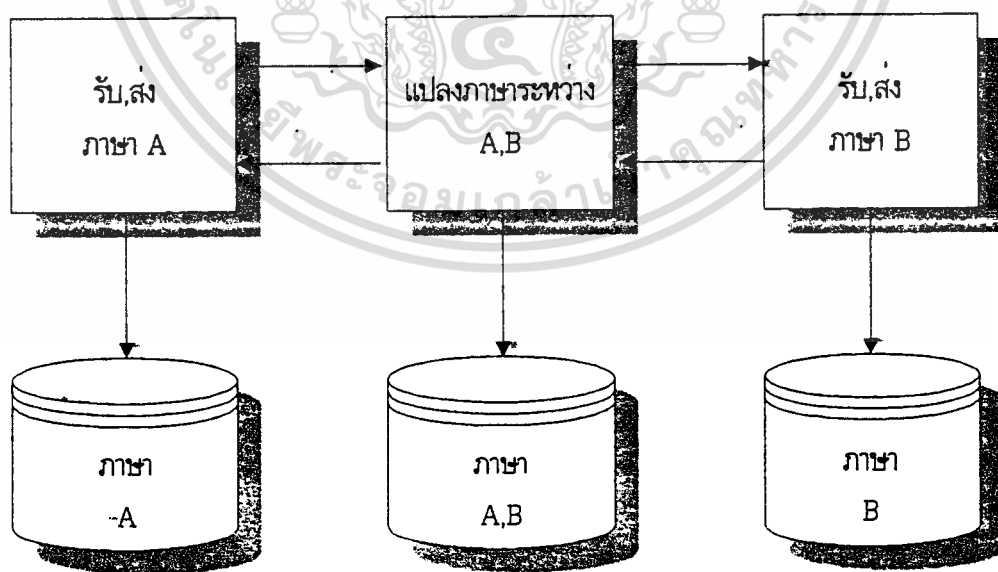 รับ,ส่ง
ภาษา A
แปลงภาษาระหว่าง
A,B
รับ,ส่ง
ภาษา B
ภาษา
A
ภาษา
A,B
ภาษา
B